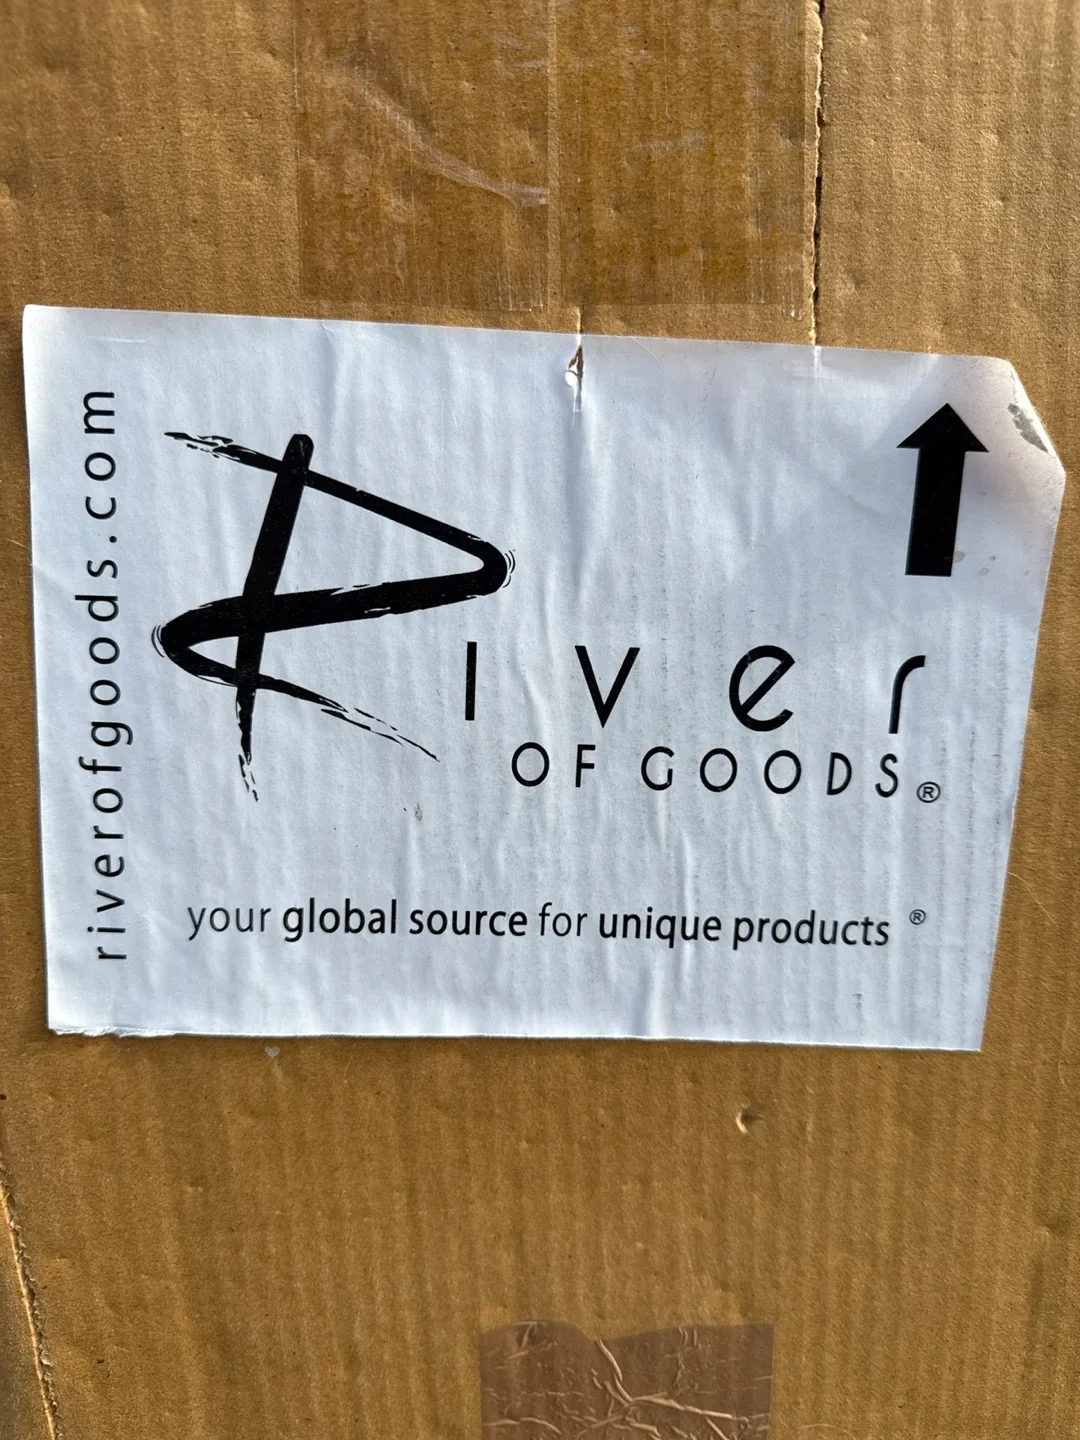 riverofgoods.com
River
OF GOODS®
your global source for unique products ®